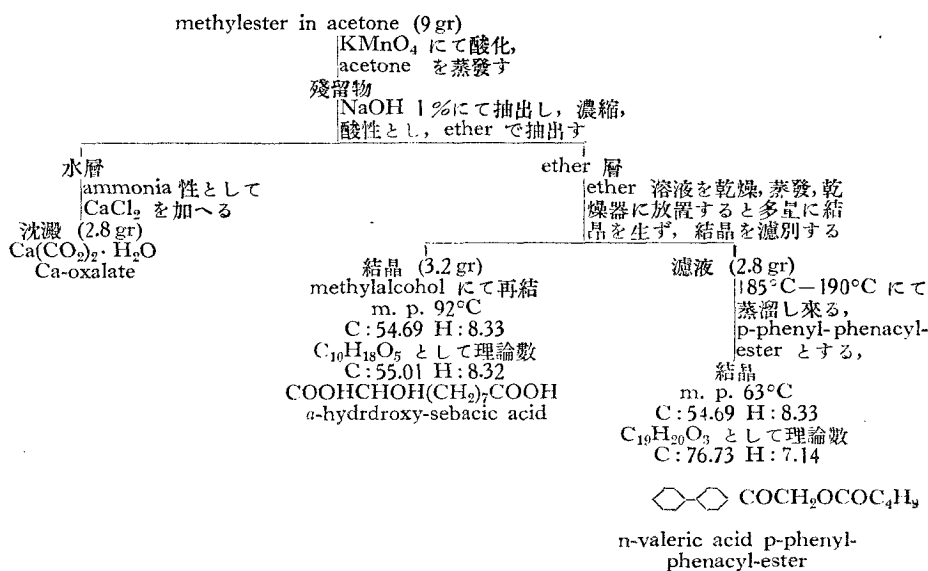 methylester in acetone (9 gr)
KMnO₄ にて酸化,
acetone を蒸發す
殘留物
NaOH 1%にて抽出し, 濃縮,
酸性とし, ether で抽出す
水層
ammonia 性として
CaCl₂ を加へる
沈澱 (2.8 gr)
Ca(CO₂)₂·H₂O
Ca-oxalate
ether 層
ether 溶液を乾燥, 蒸發, 乾
燥器に放置すると多量に結
晶を生ず, 結晶を濾別する
結晶 (3.2 gr)
methylalcohol にて再結
m. p. 92°C
C : 54.69 H : 8.33
C₁₀H₁₈O₅ として理論數
C : 55.01 H : 8.32
COOHCHOH(CH₂)₇COOH
α-hydrdroxy-sebacic acid
濾液 (2.8 gr)
185°C—190°C にて
蒸溜し來る,
p-phenyl-phenacyl-
ester とする,
結晶
m. p. 63°C
C : 54.69 H : 8.33
C₁₉H₂₀O₃ として理論數
C : 76.73 H : 7.14
COCH₂OCOC₄H₉
n-valeric acid p-phenyl-
phenacyl-ester